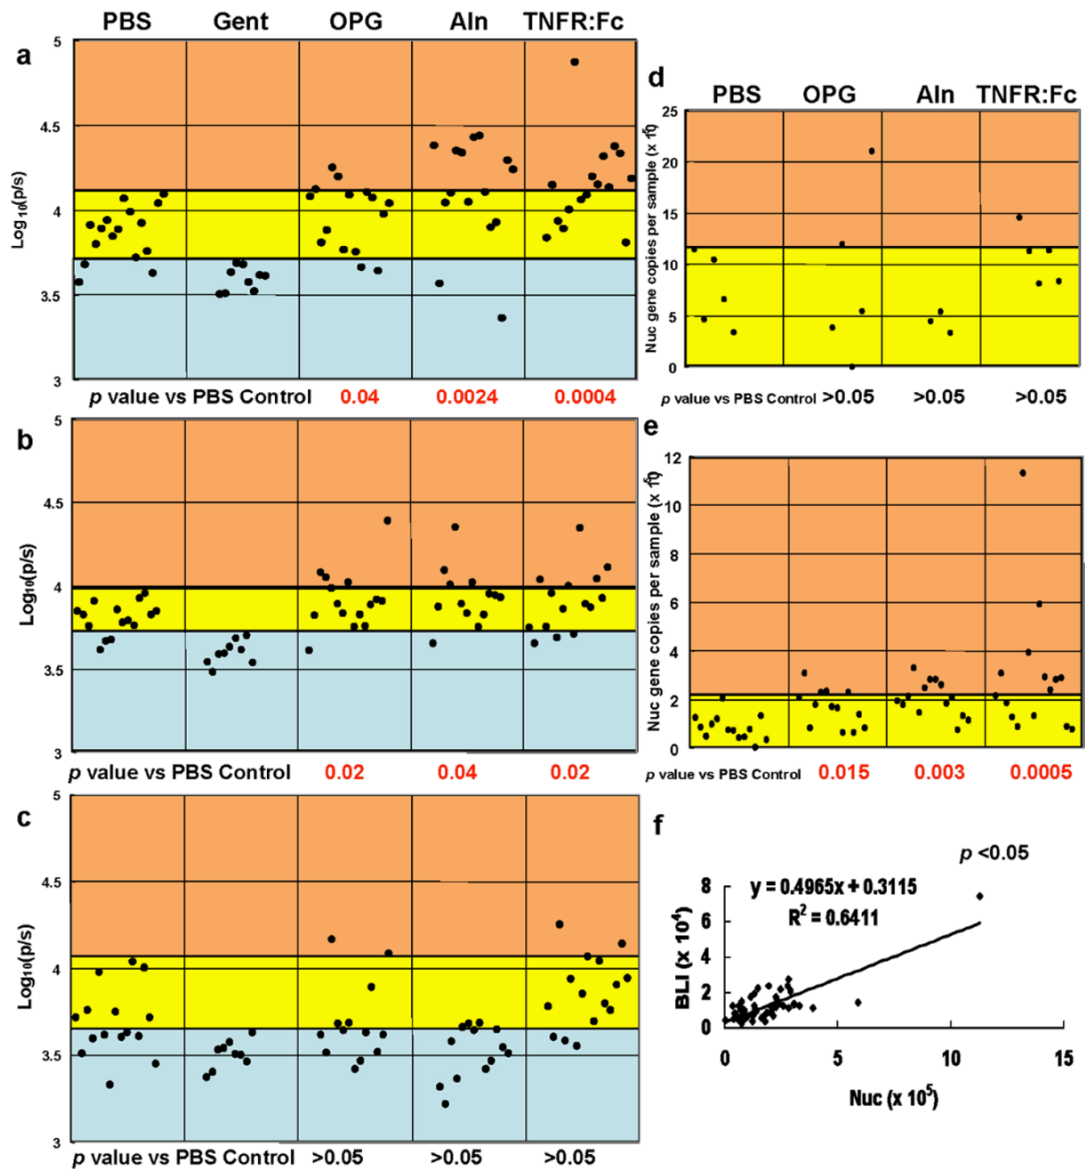 PBS Gent OPG Aln TNFR:Fc
a
5
4.5
4
3.5
3
Log10(p/s)
p value vs PBS Control 0.04 0.0024 0.0004
b
5
4.5
4
3.5
3
Log10(p/s)
p value vs PBS Control 0.02 0.04 0.02
c
5
4.5
4
3.5
3
Log10(p/s)
p value vs PBS Control >0.05 >0.05 >0.05
d
PBS OPG Aln TNFR:Fc
25
20
15
10
5
0
Nuc gene copies per sample (x
p value vs PBS Control >0.05 >0.05 >0.05
e
12
10
8
6
4
2
0
Nuc gene copies per sample (x
p value vs PBS Control 0.015 0.003 0.0005
f
p <0.05
y = 0.4965x + 0.3115
R² = 0.6411
8
6
4
2
0
BLI (x 10⁴)
0 5 10 15
Nuc (x 10⁵)